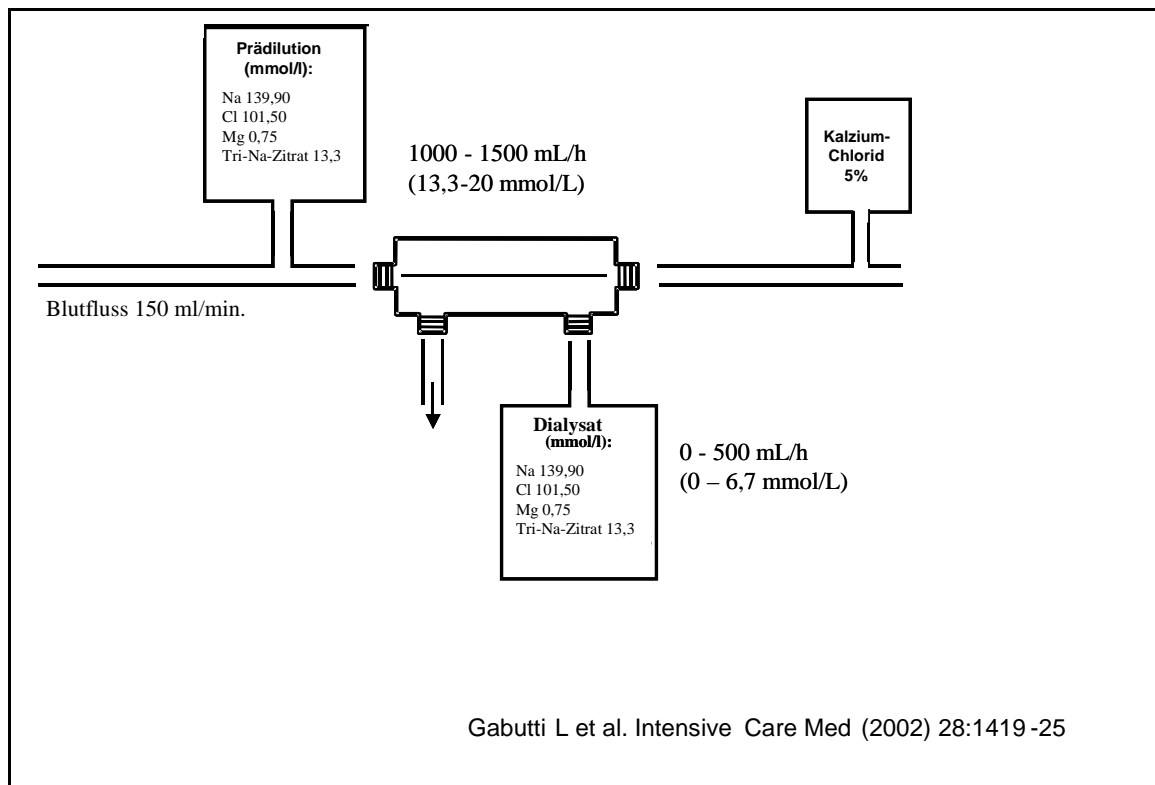 Prädilution
(mmol/l):
Na 139,90
Cl 101,50
Mg 0,75
Tri-Na-Zitrat 13,3
1000 - 1500 mL/h
(13,3-20 mmol/L)
Kalzium-
Chlorid
5%
Blutfluss 150 ml/min.
Dialysat
(mmol/l):
Na 139,90
Cl 101,50
Mg 0,75
Tri-Na-Zitrat 13,3
0 - 500 mL/h
(0 – 6,7 mmol/L)
Gabutti L et al. Intensive Care Med (2002) 28:1419-25